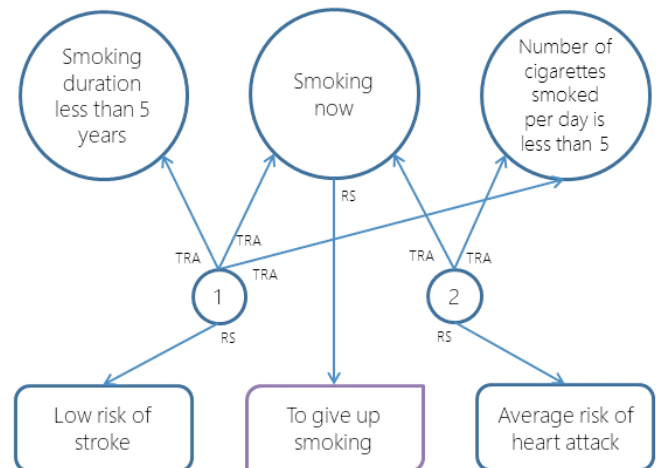 Smoking
duration
less than 5
years
Smoking
now
Number of
cigarettes
smoked
per day is
less than 5
RS
TRA
TRA
TRA
TRA
TRA
1
2
RS
RS
Low risk of
stroke
To give up
smoking
Average risk of
heart attack